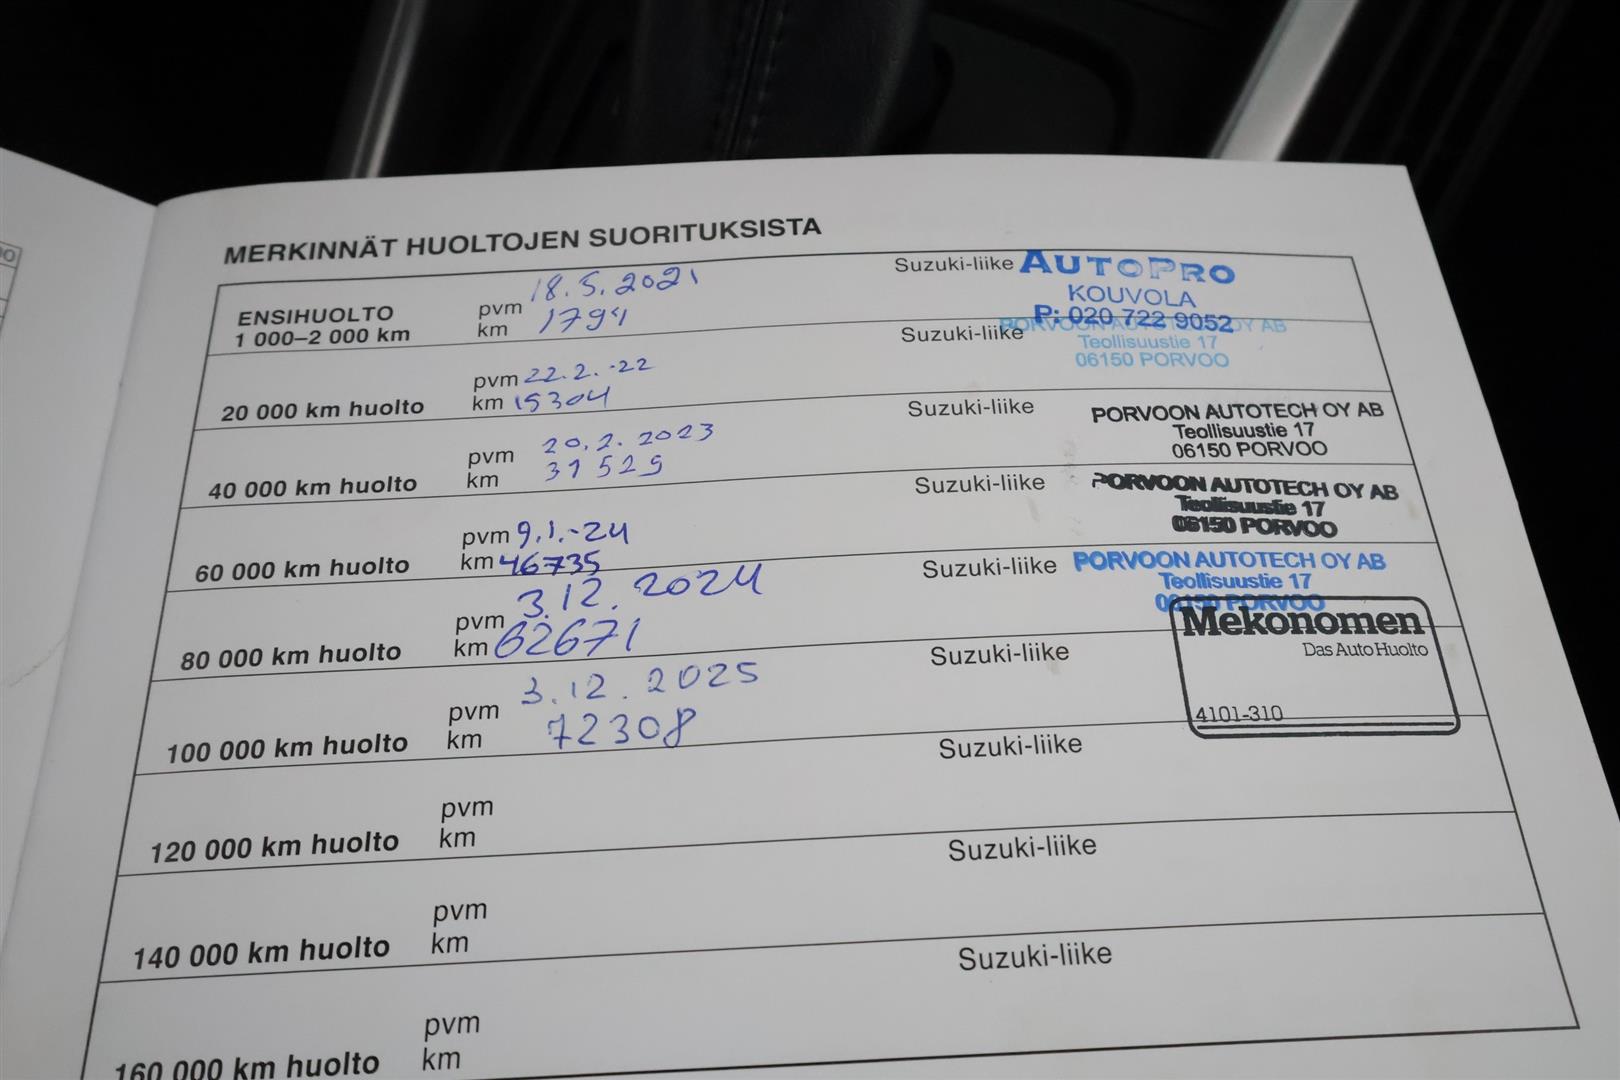 MERKINNÄT HUOLTOJEN SUORITUKSISTA
ENSIHUOLTO
1 000–2 000 km
pvm 18.5.2021
km 1791
Suzuki-liike
AUTOPRO
KOUVOLA
P: 020 722 9052
20 000 km huolto
pvm 22.2.-22
km 15304
Suzuki-liike
PORVOON AUTOTECH OY AB
Teollisuustie 17
06150 PORVOO
40 000 km huolto
pvm 20.2.2023
km 31525
Suzuki-liike
PORVOON AUTOTECH OY AB
Teollisuustie 17
06150 PORVOO
60 000 km huolto
pvm 9.1.-24
km 46735
Suzuki-liike
PORVOON AUTOTECH OY AB
Teollisuustie 17
06150 PORVOO
80 000 km huolto
pvm 3.12.2024
km 62671
Suzuki-liike
PORVOON AUTOTECH OY AB
Teollisuustie 17
06150 PORVOO
100 000 km huolto
pvm 3.12.2025
km 72308
Suzuki-liike
Mekonomen
Das Auto Huolto
4101-310
120 000 km huolto
pvm
km
Suzuki-liike
140 000 km huolto
pvm
km
Suzuki-liike
160 000 km huolto
pvm
km
Suzuki-liike